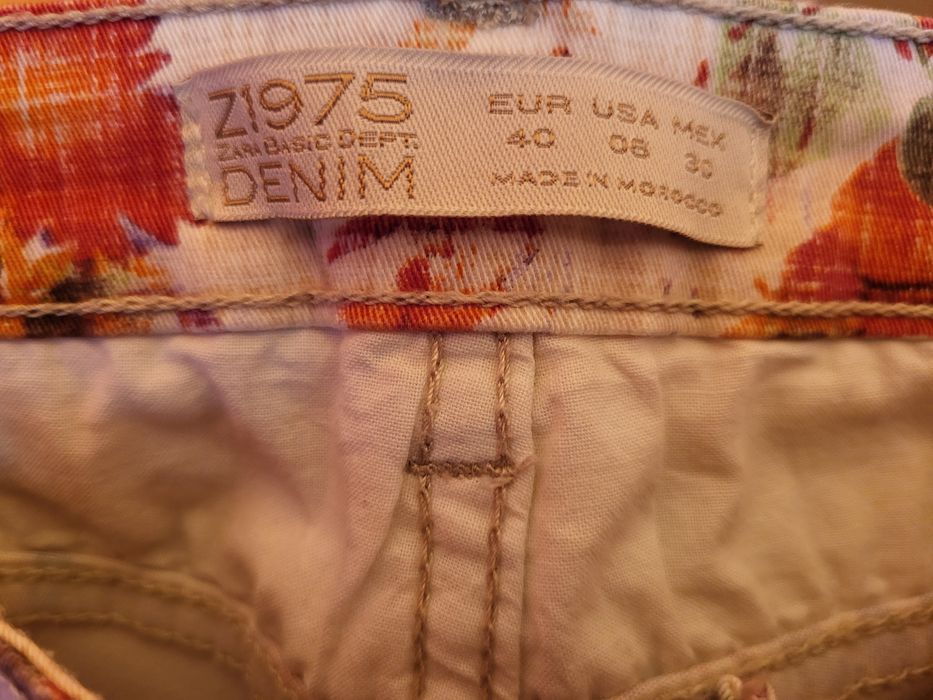 Z1975
ZARA BASIC DEPT.
DENIM
EUR USA MEX
40 08 30
MADE IN MOROCCO